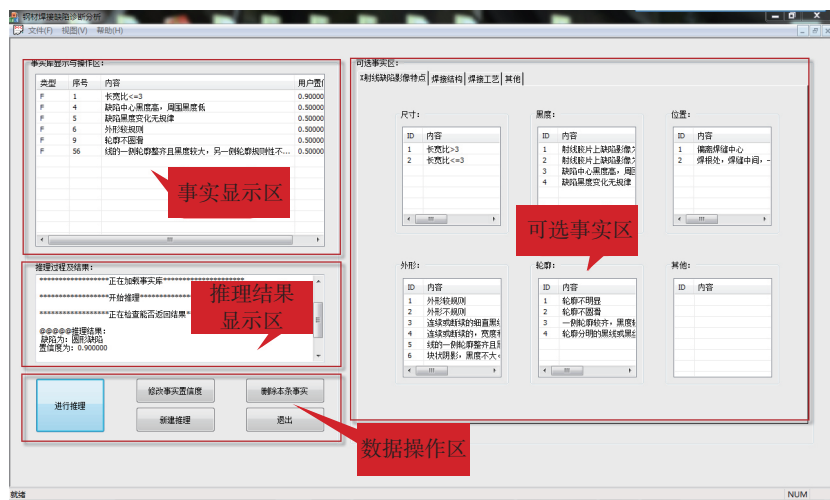 钢材焊接缺陷诊断分析
文件(F) 视图(V) 帮助(H)
事实库显示与操作区:
类型 序号 内容 用户置信
F 1 长宽比<=3 0.90000
F 4 缺陷中心黑度高，周围黑度低 0.50000
F 5 缺陷黑度变化无规律 0.50000
F 6 外形较规则 0.50000
F 9 轮廓不圆滑 0.50000
F 56 线的一侧轮廓整齐且黑度较大，另一侧轮廓规则性不... 0.50000
事实显示区
推理过程及结果:
******************正在加载事实库*********************
******************开始推理******************
******************正在检查能否返回结果**
@@@@@推理结果:
缺陷为: 圆形缺陷
置信度为: 0.900000
推理结果
显示区
进行推理
修改事实置信度
删除本条事实
新建推理
退出
数据操作区
可选事实区:
X射线缺陷影像特点 焊接结构 焊接工艺 其他
尺寸:
ID 内容
1 长宽比>3
2 长宽比<=3
黑度:
ID 内容
1 射线胶片上缺陷影像
2 射线胶片上缺陷影像
3 缺陷中心黑度高，周
4 缺陷黑度变化无规律
位置:
ID 内容
1 偏离焊缝中心
2 焊根处，焊缝中间，
可选事实区
外形:
ID 内容
1 外形较规则
2 外形不规则
3 连续或断续的细直黑
4 连续或断续的，宽度
5 线的一侧轮廓整齐且
6 块状阴影，黑度不大
轮廓:
ID 内容
1 轮廓不明显
2 轮廓不圆滑
3 一侧轮廓较齐，黑度
4 轮廓分明的黑线或黑
其他:
ID 内容
就绪
NUM